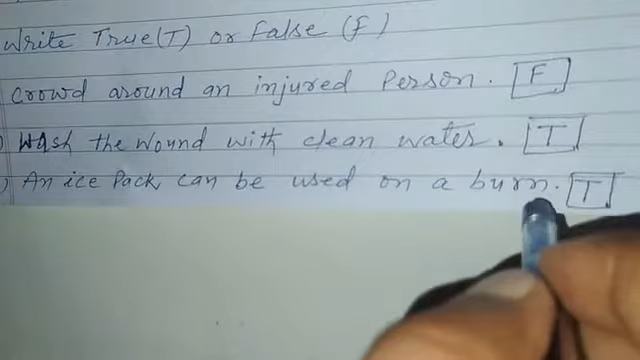 Write True(T) or False (F)
Crowd around an injured Person. F
) Wash the Wound with clean water. T
) An ice Pack can be used on a burn. T